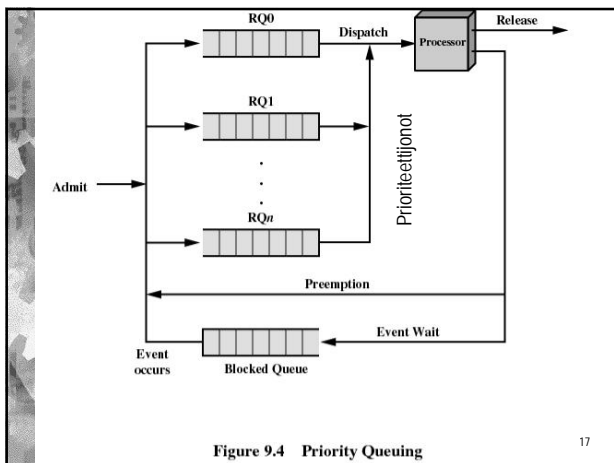 RQ0
Release
Dispatch
Processor
RQ1
Prioriteettijonot
Admit
RQn
Preemption
Event Wait
Event
occurs
Blocked Queue
Figure 9.4 Priority Queuing
17